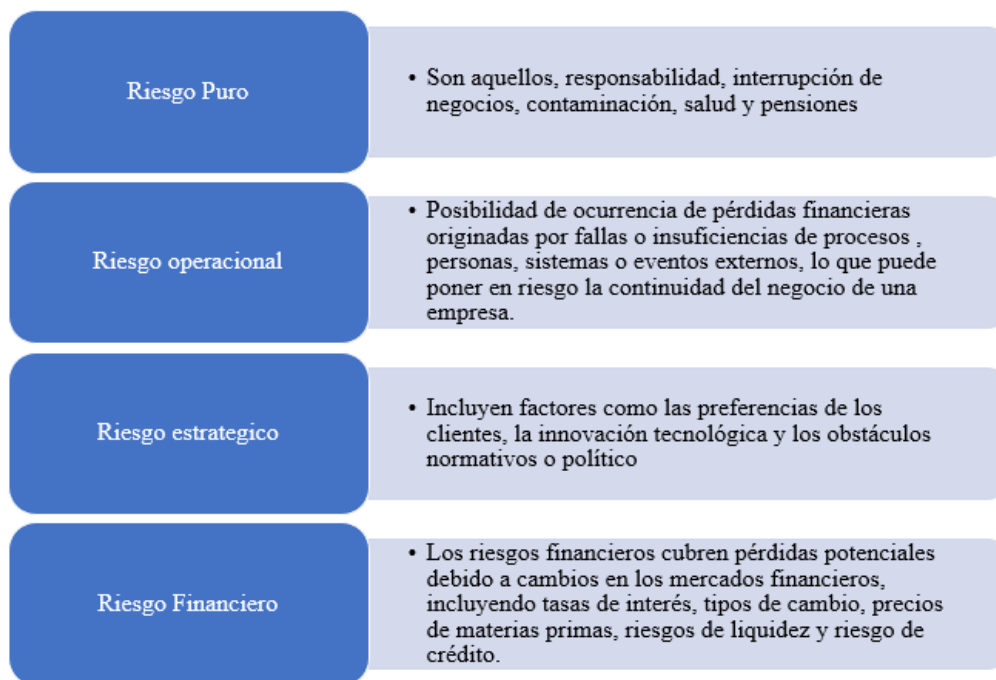 Riesgo Puro
• Son aquellos, responsabilidad, interrupción de
negocios, contaminación, salud y pensiones
Riesgo operacional
• Posibilidad de ocurrencia de pérdidas financieras
originadas por fallas o insuficiencias de procesos ,
personas, sistemas o eventos externos, lo que puede
poner en riesgo la continuidad del negocio de una
empresa.
Riesgo estrategico
• Incluyen factores como las preferencias de los
clientes, la innovación tecnológica y los obstáculos
normativos o político
Riesgo Financiero
• Los riesgos financieros cubren pérdidas potenciales
debido a cambios en los mercados financieros,
incluyendo tasas de interés, tipos de cambio, precios
de materias primas, riesgos de liquidez y riesgo de
crédito.